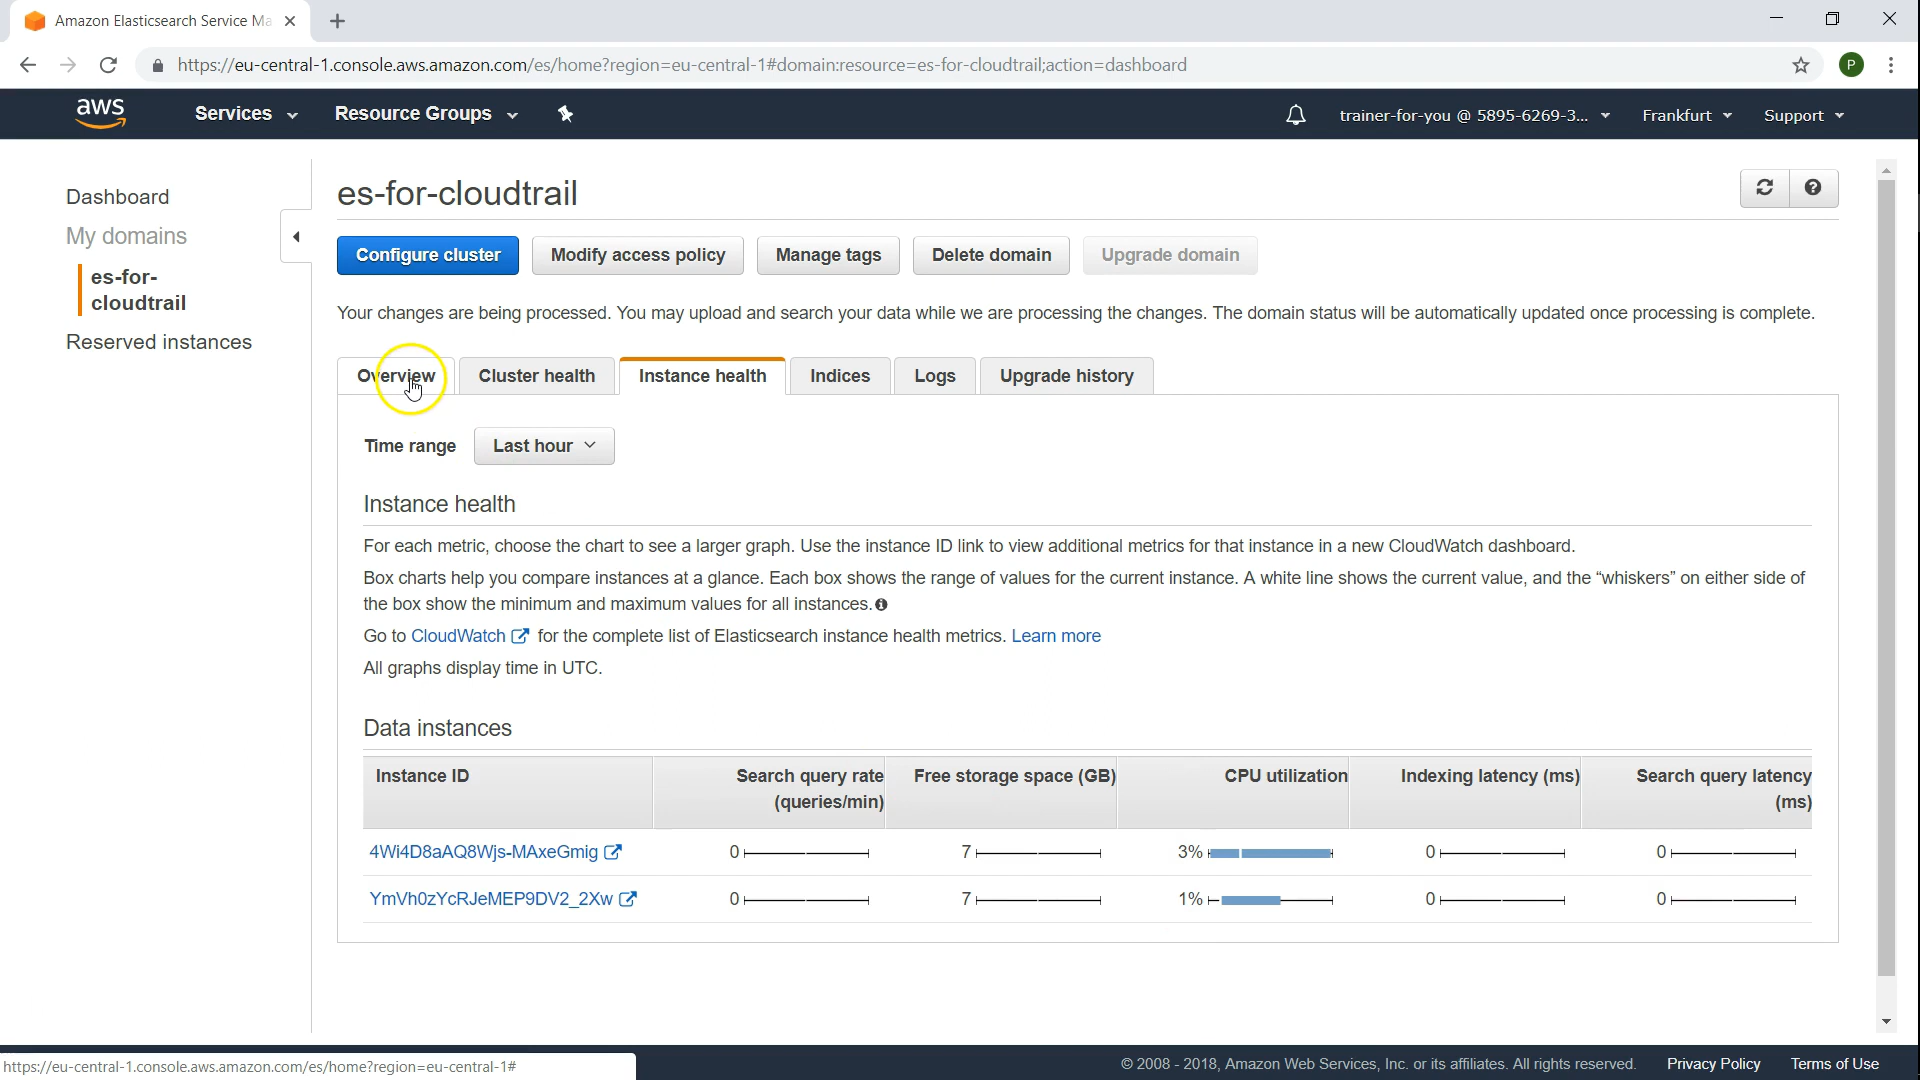 Amazon Elasticsearch Service Ma
https://eu-central-1.console.aws.amazon.com/es/home?region=eu-central-1#domain:resource=es-for-cloudtrail;action=dashboard
P
aws
Services
Resource Groups
trainer-for-you @ 5895-6269-3...
Frankfurt
Support
Dashboard
My domains
es-for-
cloudtrail
Reserved instances
es-for-cloudtrail
Configure cluster
Modify access policy
Manage tags
Delete domain
Upgrade domain
Your changes are being processed. You may upload and search your data while we are processing the changes. The domain status will be automatically updated once processing is complete.
Overview
Cluster health
Instance health
Indices
Logs
Upgrade history
Time range
Last hour
Instance health
For each metric, choose the chart to see a larger graph. Use the instance ID link to view additional metrics for that instance in a new CloudWatch dashboard.
Box charts help you compare instances at a glance. Each box shows the range of values for the current instance. A white line shows the current value, and the “whiskers” on either side of
the box show the minimum and maximum values for all instances.
Go to CloudWatch for the complete list of Elasticsearch instance health metrics. Learn more
All graphs display time in UTC.
Data instances
Instance ID
Search query rate
(queries/min)
Free storage space (GB)
CPU utilization
Indexing latency (ms)
Search query latency
(ms)
4Wi4D8aAQ8Wjs-MAxeGmig 0 7 3% 0 0
YmVh0zYcRJeMEP9DV2_2Xw 0 7 1% 0 0
https://eu-central-1.console.aws.amazon.com/es/home?region=eu-central-1#
© 2008 - 2018, Amazon Web Services, Inc. or its affiliates. All rights reserved.
Privacy Policy
Terms of Use